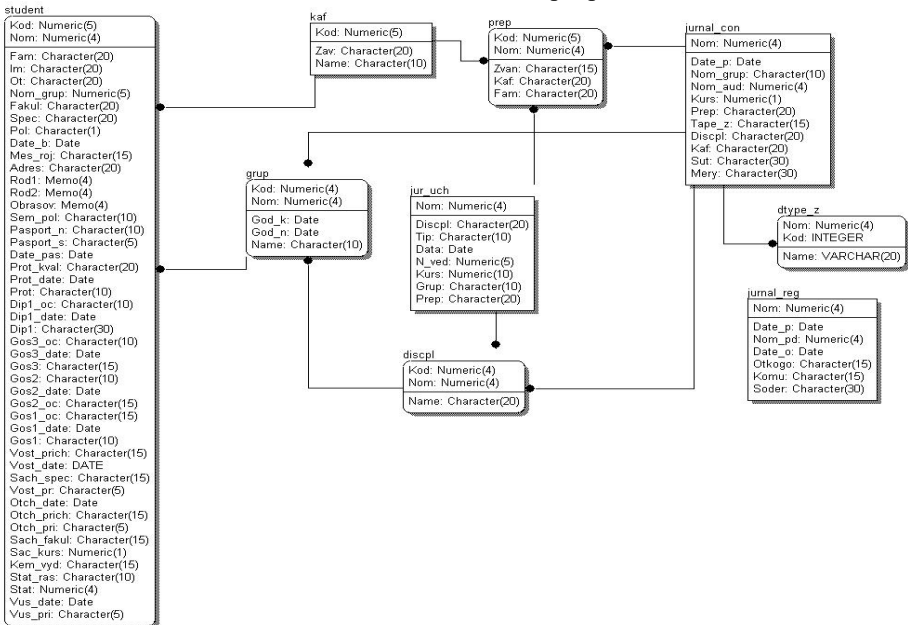 student
Kod: Numeric(5)
Nom: Numeric(4)
Fam: Character(20)
Im: Character(20)
Ot: Character(20)
Nom_grup: Numeric(5)
Fakul: Character(20)
Spec: Character(20)
Pol: Character(1)
Date_b: Date
Mes_roj: Character(15)
Adres: Character(20)
Rod1: Memo(4)
Rod2: Memo(4)
Obrasov: Memo(4)
Sem_pol: Character(10)
Pasport_n: Character(10)
Pasport_s: Character(5)
Date_pas: Date
Prot_kval: Character(20)
Prot_date: Date
Prot: Character(10)
Dip1_oc: Character(10)
Dip1_date: Date
Dip1: Character(30)
Gos3_oc: Character(10)
Gos3_date: Date
Gos3: Character(15)
Gos2: Character(10)
Gos2_date: Date
Gos2_oc: Character(15)
Gos1_oc: Character(15)
Gos1_date: Date
Gos1: Character(10)
Vost_prich: Character(15)
Vost_date: DATE
Sach_spec: Character(15)
Vost_pr: Character(5)
Otch_date: Date
Otch_prich: Character(15)
Otch_pri: Character(5)
Sach_fakul: Character(15)
Sac_kurs: Numeric(1)
Kem_vyd: Character(15)
Stat_ras: Character(10)
Stat: Numeric(4)
Vus_date: Date
Vus_pri: Character(5)
kaf
Kod: Numeric(5)
Zav: Character(20)
Name: Character(10)
prep
Kod: Numeric(5)
Nom: Numeric(4)
Zvan: Character(15)
Kaf: Character(20)
Fam: Character(20)
jurnal_con
Nom: Numeric(4)
Date_p: Date
Nom_grup: Character(10)
Nom_aud: Numeric(4)
Kurs: Numeric(1)
Prep: Character(20)
Tape_z: Character(15)
Discpl: Character(20)
Kaf: Character(20)
Sut: Character(30)
Mery: Character(30)
grup
Kod: Numeric(4)
Nom: Numeric(4)
God_k: Date
God_n: Date
Name: Character(10)
jur_uch
Nom: Numeric(4)
Discpl: Character(20)
Tip: Character(10)
Data: Date
N_ved: Numeric(5)
Kurs: Numeric(10)
Grup: Character(10)
Prep: Character(20)
dtype_z
Nom: Numeric(4)
Kod: INTEGER
Name: VARCHAR(20)
jurnal_reg
Nom: Numeric(4)
Date_p: Date
Nom_pd: Numeric(4)
Date_o: Date
Otkogo: Character(15)
Komu: Character(15)
Soder: Character(30)
discpl
Kod: Numeric(4)
Nom: Numeric(4)
Name: Character(20)